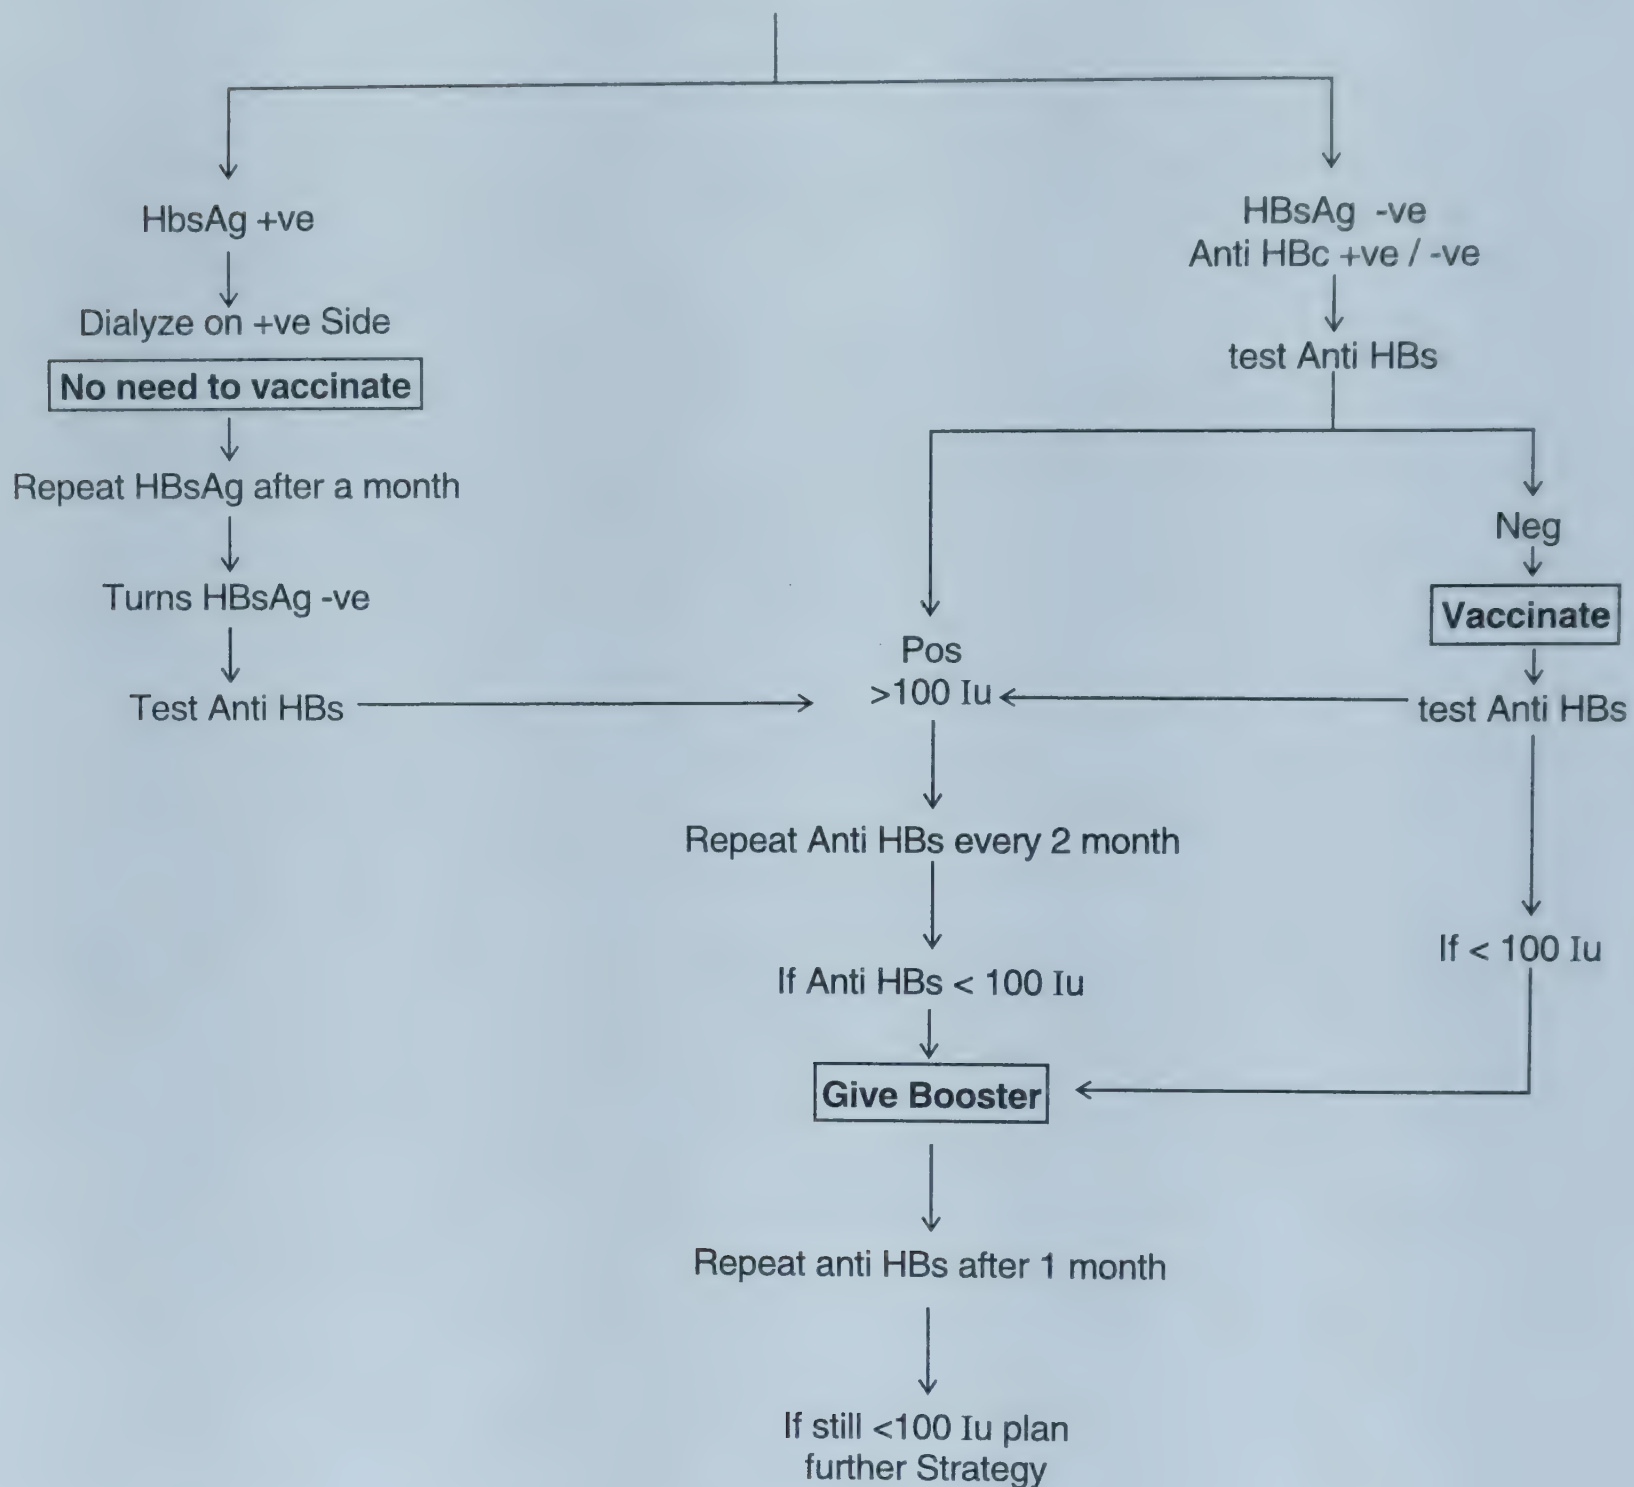 HbsAg +ve
Dialyze on +ve Side
No need to vaccinate
Repeat HBsAg after a month
Turns HBsAg -ve
Test Anti HBs
HBsAg -ve
Anti HBc +ve / -ve
test Anti HBs
Neg
Vaccinate
test Anti HBs
If < 100 Iu
Pos
>100 Iu
Repeat Anti HBs every 2 month
If Anti HBs < 100 Iu
Give Booster
Repeat anti HBs after 1 month
If still <100 Iu plan
further Strategy